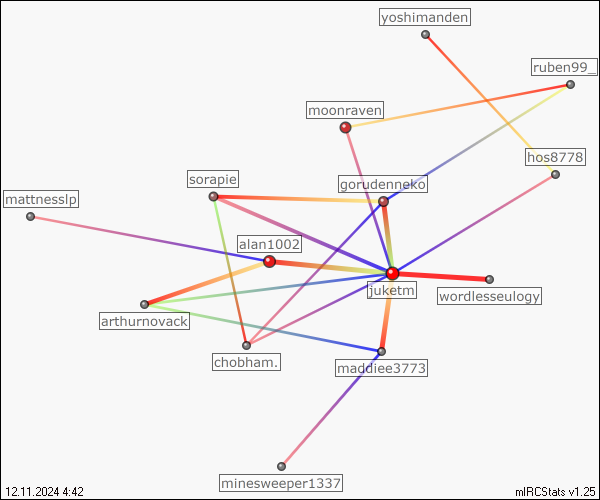 yoshimanden
ruben99_
moonraven
hos8778
sorapie
gorudenneko
mattnesslp
alan1002
juketm
wordlesseulogy
arthurnovack
chobham.
maddiee3773
minesweeper1337
12.11.2024 4:42
mIRCStats v1.25